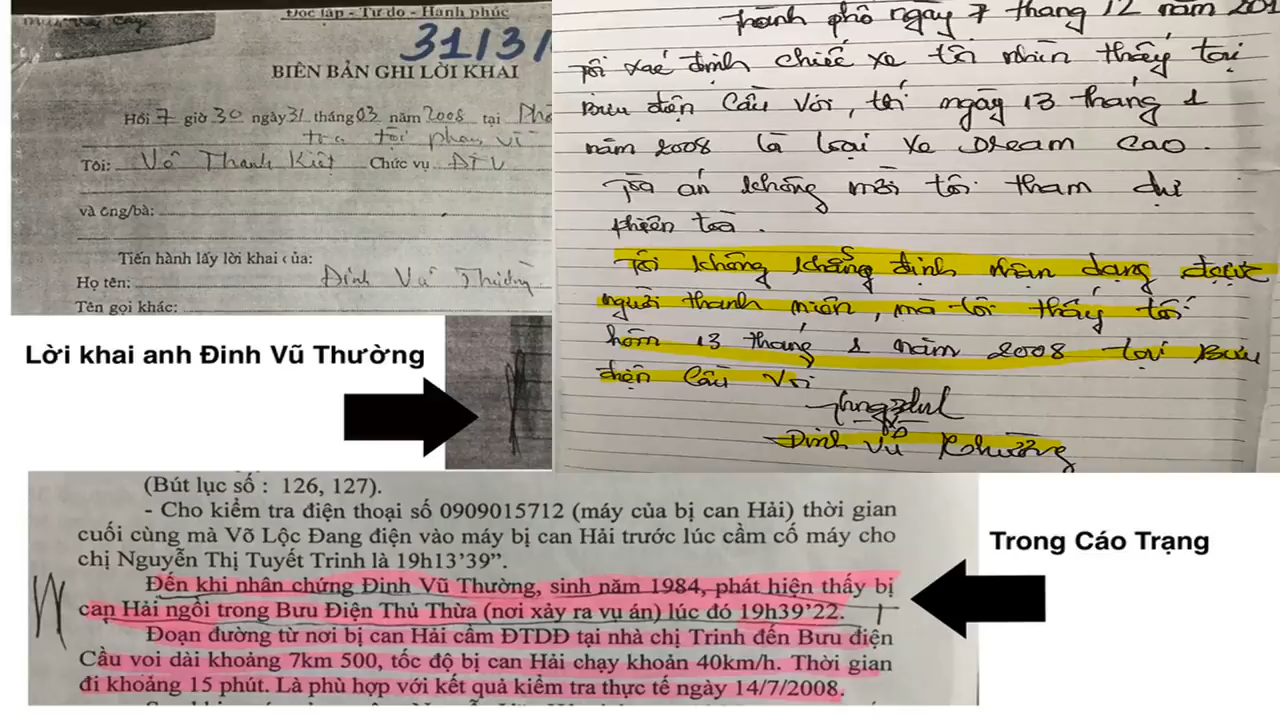 Độc lập - Tự do - Hạnh phúc
31/3/
BIÊN BẢN GHI LỜI KHAI
Hồi 7 giờ 30 ngày 31 tháng 03 năm 2008 tại
Tôi: Võ Thanh Kiệt Chức vụ ĐTV
và ông/bà:
Tiến hành lấy lời khai của:
Họ tên: Đinh Vũ Thường
Tên gọi khác:
Thành phố ngày 7 tháng 12 năm 201
Tôi xác định chiếc xe tôi nhìn thấy tại
Bưu điện Cầu Voi, tối ngày 13 tháng 1
năm 2008 là loại xe Dream cao.
Tòa án không mời tôi tham dự
phiên toà.
Tôi không khẳng định nhận dạng được
người thanh niên, mà tôi thấy tối
hôm 13 tháng 1 năm 2008 tại Bưu
điện Cầu Voi
Đinh Vũ Thường
Lời khai anh Đinh Vũ Thường
(Bút lục số : 126, 127).
- Cho kiểm tra điện thoại số 0909015712 (máy của bị can Hải) thời gian
cuối cùng mà Võ Lộc Đang điện vào máy bị can Hải trước lúc cầm cố máy cho
chị Nguyễn Thị Tuyết Trinh là 19h13'39”.
Đến khi nhân chứng Đinh Vũ Thường, sinh năm 1984, phát hiện thấy bị
can Hải ngồi trong Bưu Điện Thủ Thừa (nơi xảy ra vụ án) lúc đó 19h39'22.
Đoạn đường từ nơi bị can Hải cầm ĐTDĐ tại nhà chị Trinh đến Bưu điện
Cầu voi dài khoảng 7km 500, tốc độ bị can Hải chạy khoản 40km/h. Thời gian
đi khoảng 15 phút. Là phù hợp với kết quả kiểm tra thực tế ngày 14/7/2008.
Trong Cáo Trạng